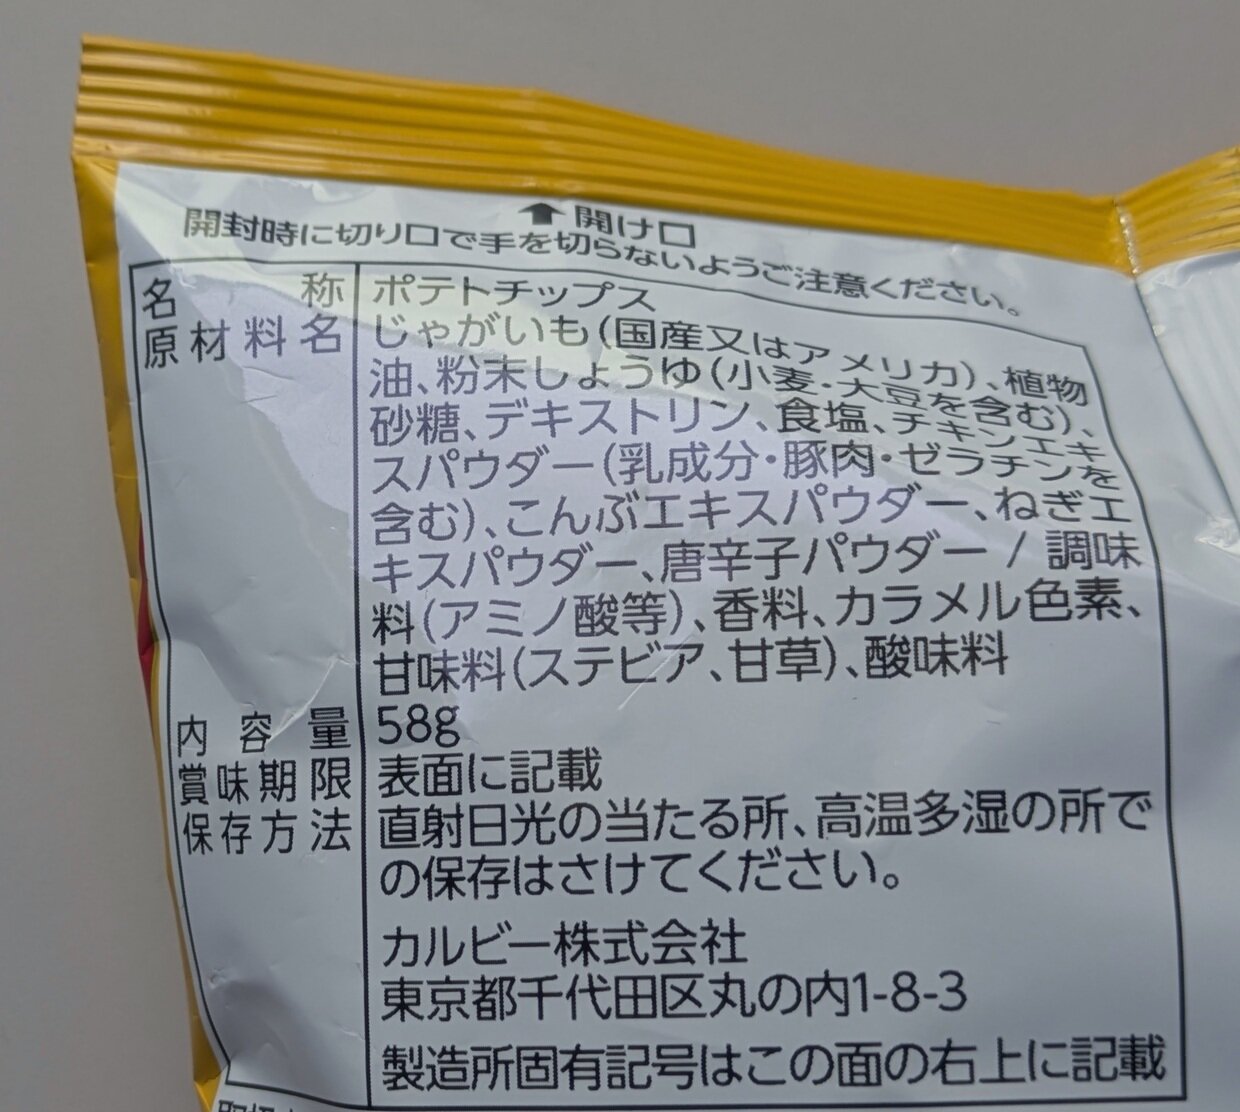 ⬆開け口
開封時に切り口で手を切らないようご注意ください。
名称 ポテトチップス
原材料名 じゃがいも(国産又はアメリカ)、植物
油、粉末しょうゆ(小麦・大豆を含む)、
砂糖、デキストリン、食塩、チキンエキ
スパウダー(乳成分・豚肉・ゼラチンを
含む)、こんぶエキスパウダー、ねぎエ
キスパウダー、唐辛子パウダー / 調味
料(アミノ酸等)、香料、カラメル色素、
甘味料(ステビア、甘草)、酸味料
内容量 58g
賞味期限 表面に記載
保存方法 直射日光の当たる所、高温多湿の所で
の保存はさけてください。
カルビー株式会社
東京都千代田区丸の内1-8-3
製造所固有記号はこの面の右上に記載